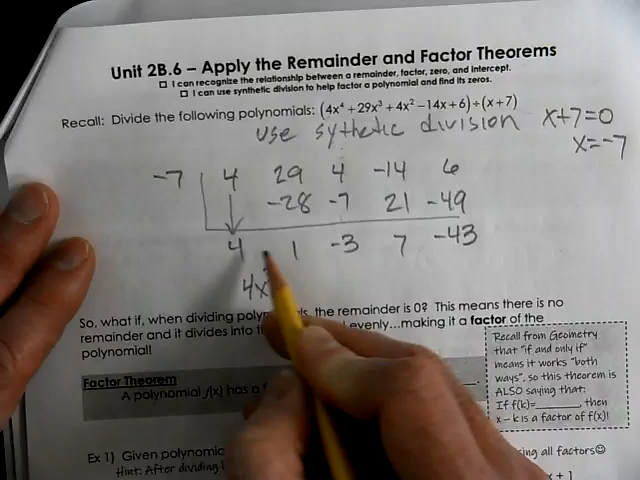 Unit 2B.6 – Apply the Remainder and Factor Theorems
☐ I can recognize the relationship between a remainder, factor, zero, and intercept.
☐ I can use synthetic division to help factor a polynomial and find its zeros.
Recall: Divide the following polynomials: (4x⁴ + 29x³ + 4x² – 14x + 6) ÷ (x + 7)
use sythetic division
x+7=0
x=-7
-7 4 29 4 -14 6
-28 -7 21 -49
4 1 -3 7 -43
4x
So, what if, when dividing the remainder is 0? This means there is no
remainder and it divides into evenly...making it a factor of the
polynomial!
Recall from Geometry
that "if and only if"
means it works "both
ways", so this theorem is
ALSO saying that:
If f(k)=______, then
x – k is a factor of f(x)!
Factor Theorem
A polynomial f(x) has a
Ex 1) Given
Hint: After dividing
all factors☺
x + 1